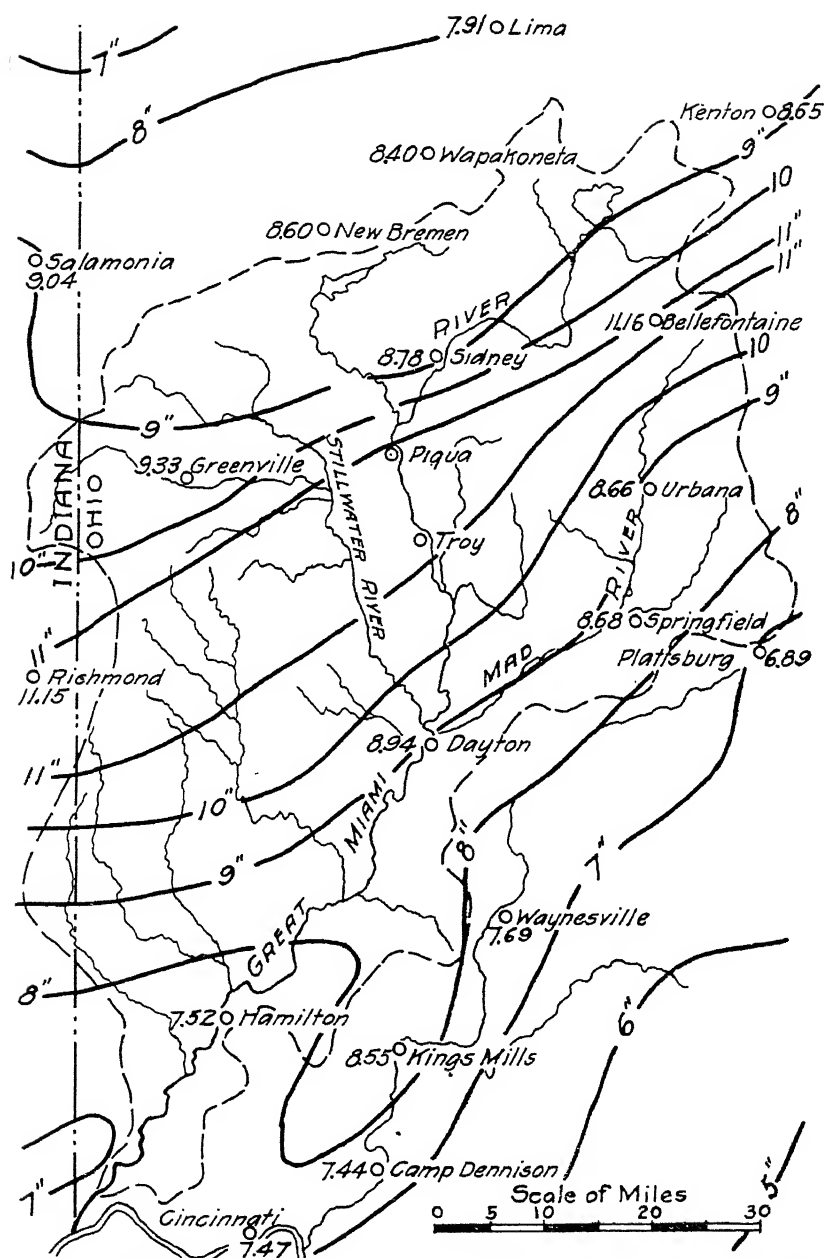 7.91 Lima
7"
8"
Kenton 8.65
9"
8.40 Wapakoneta
10
8.60 New Bremen
11"
11"
Salamonia
9.04
RIVER
11.16 Bellefontaine
8.78 Sidney
10
9"
9"
INDIANA
OHIO
9.33 Greenville
STILLWATER RIVER
Piqua
8.66 Urbana
8"
10"
Troy
RIVER
11"
8.68 Springfield
Richmond
11.15
MAD
Plattsburg 6.89
8.94 Dayton
11"
10"
MIAMI
8"
7"
9"
GREAT
Waynesville
7.69
8"
6"
7.52 Hamilton
8.55 Kings Mills
7.44 Camp Dennison
7"
5"
Scale of Miles
0 5 10 15 20 25 30
Cincinnati
7.47